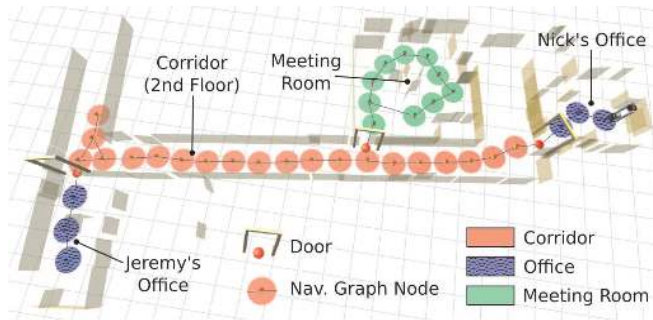 Corridor
(2nd Floor)
Meeting
Room
Nick's Office
Jeremy's
Office
Door
Nav. Graph Node
Corridor
Office
Meeting Room